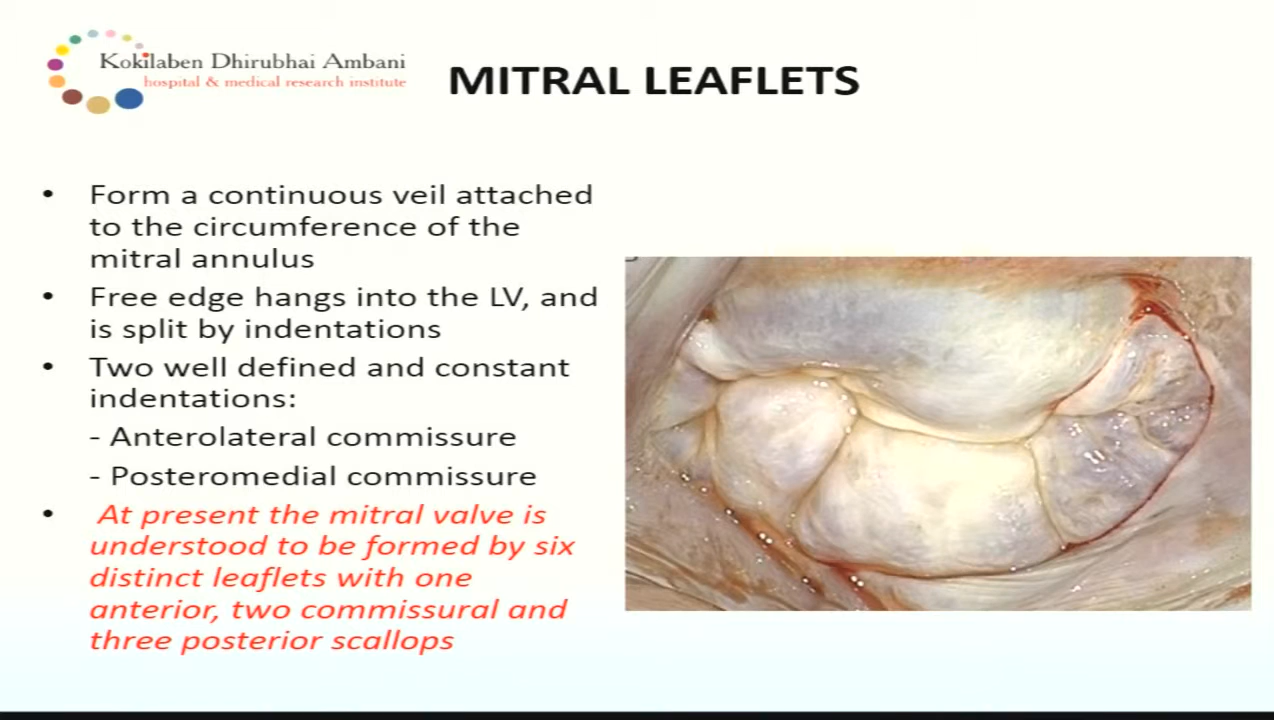 Kokilaben Dhirubhai Ambani
hospital & medical research institute
MITRAL LEAFLETS
• Form a continuous veil attached
to the circumference of the
mitral annulus
• Free edge hangs into the LV, and
is split by indentations
• Two well defined and constant
indentations:
- Anterolateral commissure
- Posteromedial commissure
• At present the mitral valve is
understood to be formed by six
distinct leaflets with one
anterior, two commissural and
three posterior scallops